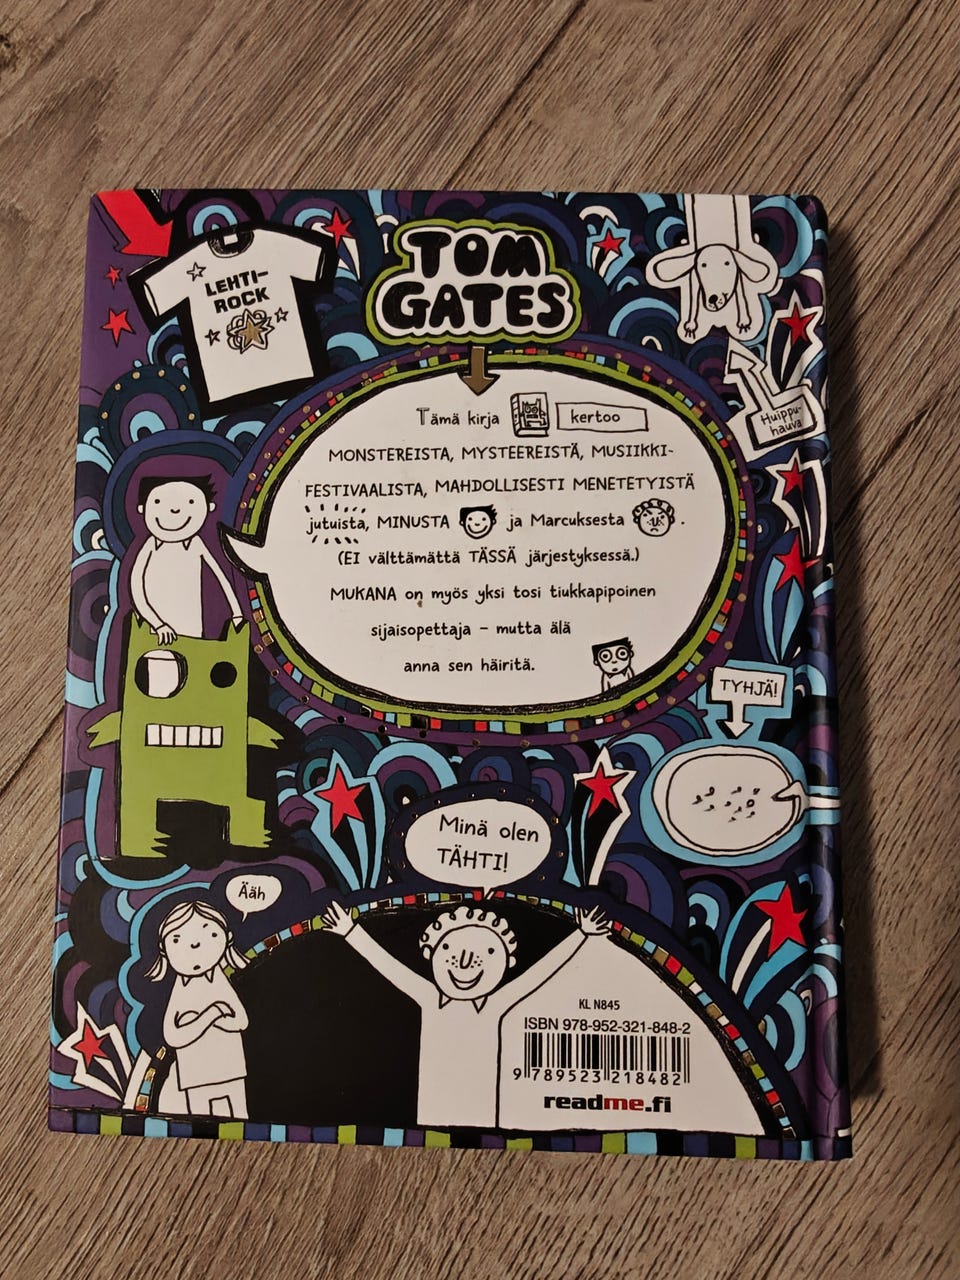 LEHTI-
ROCK
TOM
GATES
Huippu-
hauva
Tämä kirja kertoo
MONSTEREISTA, MYSTEEREISTÄ, MUSIIKKI-
FESTIVAALISTA, MAHDOLLISESTI MENETETYISTÄ
jutuista, MINUSTA ja Marcuksesta .
(EI välttämättä TÄSSÄ järjestyksessä.)
MUKANA on myös yksi tosi tiukkapipoinen
sijaisopettaja – mutta älä
anna sen häiritä.
TYHJÄ!
Minä olen
TÄHTI!
Ääh
KL N845
ISBN 978-952-321-848-2
9 789523 218482
readme.fi